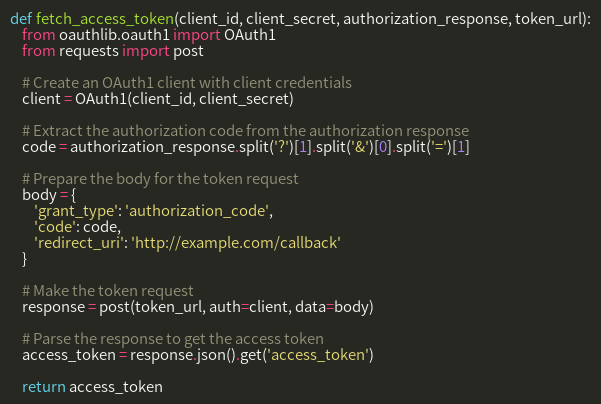 def fetch_access_token(client_id, client_secret, authorization_response, token_url):
    from oauthlib.oauth1 import OAuth1
    from requests import post

    # Create an OAuth1 client with client credentials
    client = OAuth1(client_id, client_secret)

    # Extract the authorization code from the authorization response
    code = authorization_response.split('?')[1].split('&')[0].split('=')[1]

    # Prepare the body for the token request
    body = {
        'grant_type': 'authorization_code',
        'code': code,
        'redirect_uri': 'http://example.com/callback'
    }

    # Make the token request
    response = post(token_url, auth=client, data=body)

    # Parse the response to get the access token
    access_token = response.json().get('access_token')

    return access_token